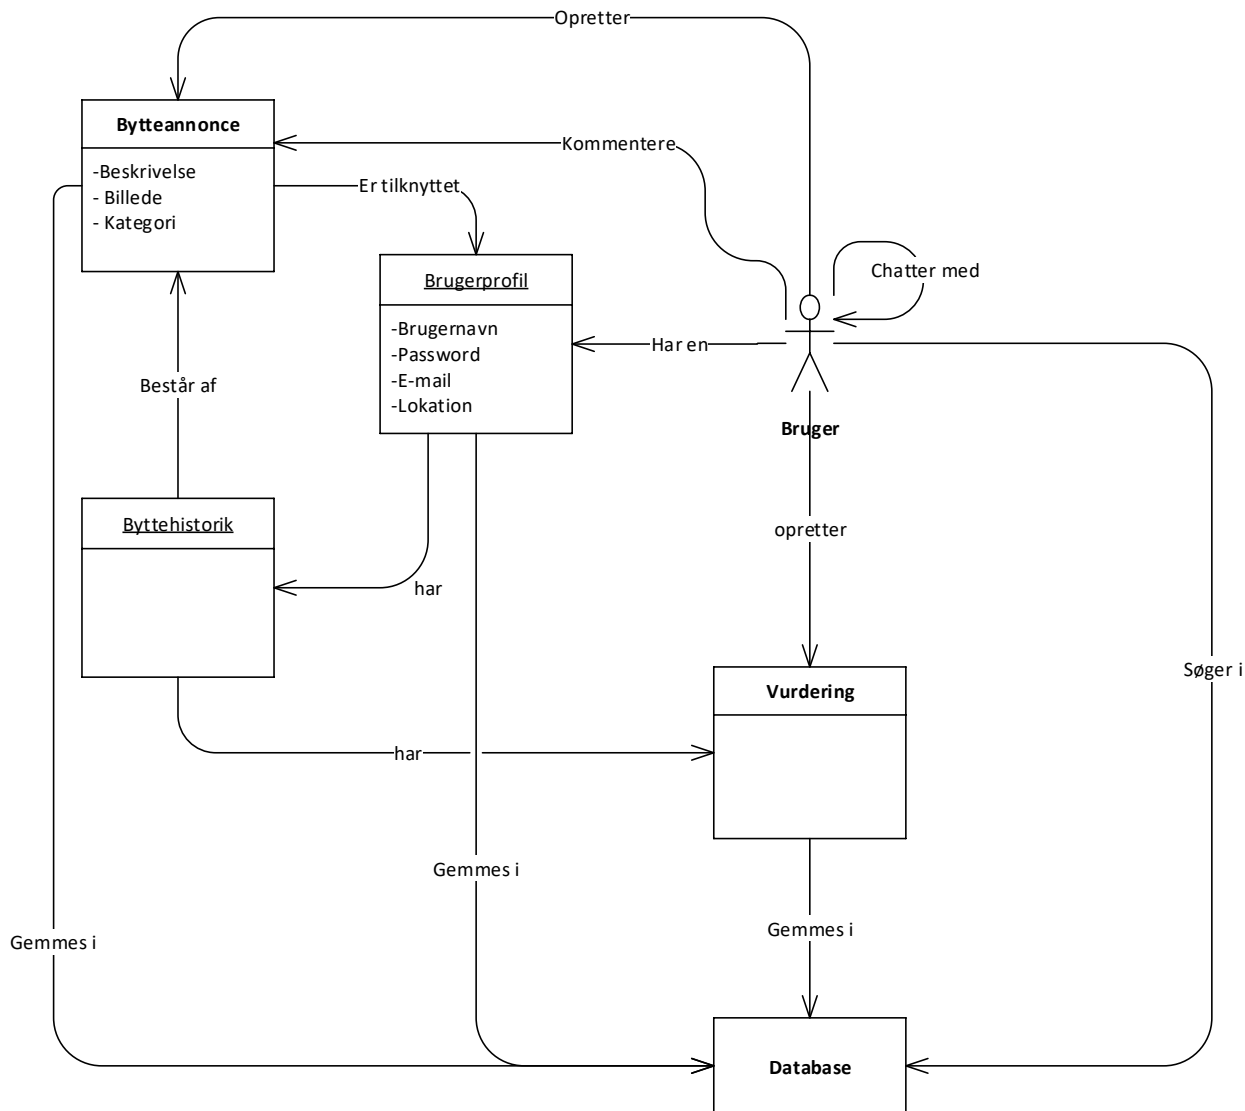 Opretter
Bytteannonce
-Beskrivelse
- Billede
- Kategori
Kommentere
Er tilknyttet
Brugerprofil
-Brugernavn
-Password
-E-mail
-Lokation
Har en
Chatter med
Bruger
Består af
Byttehistorik
har
opretter
Vurdering
Søger i
har
Gemmes i
Gemmes i
Gemmes i
Database